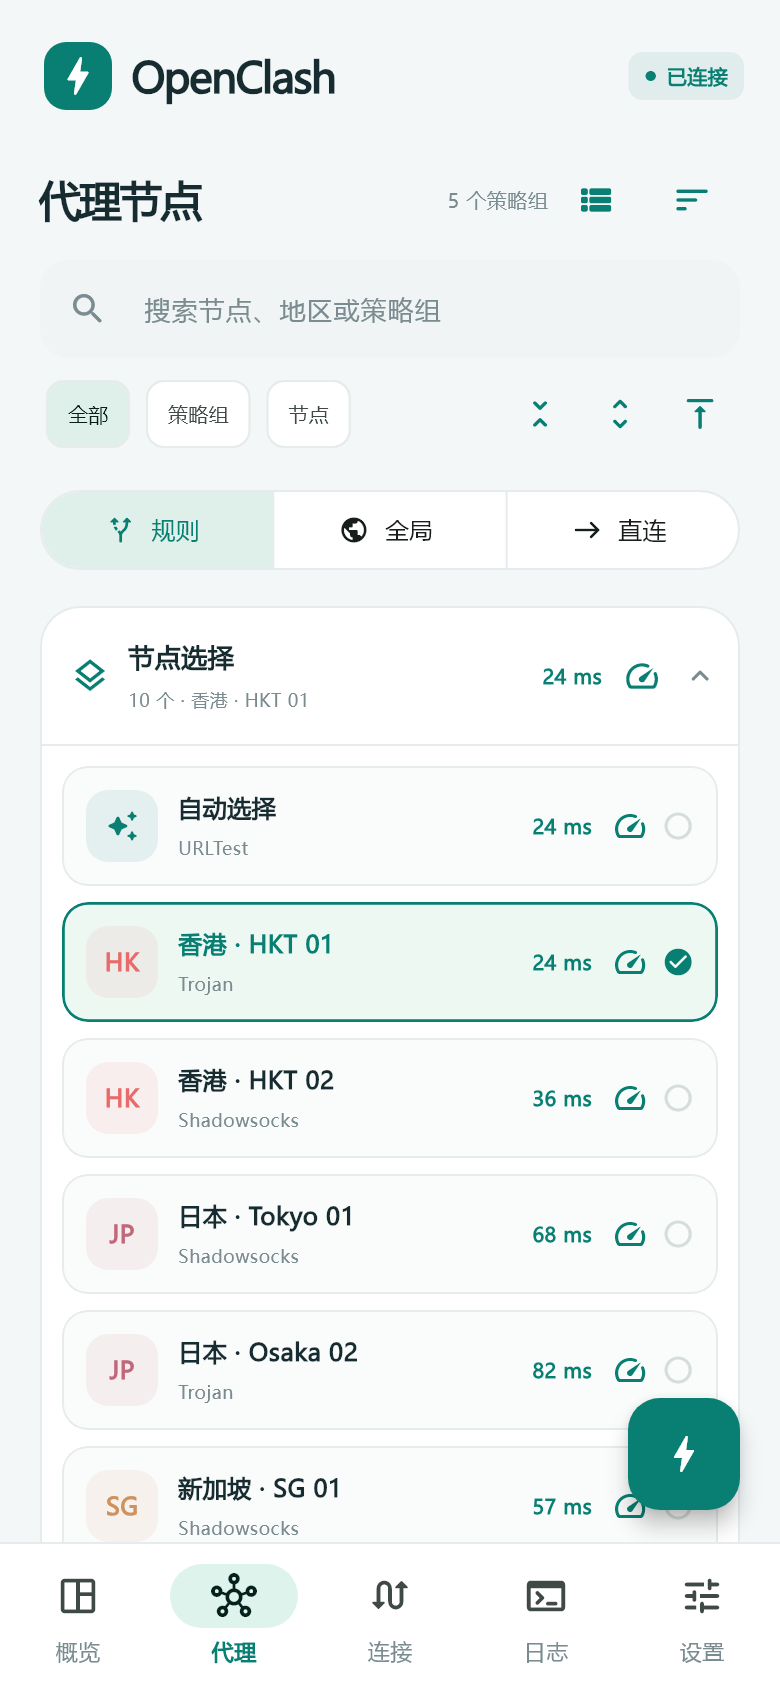 OpenClash
已连接
代理节点
5 个策略组
搜索节点、地区或策略组
全部
策略组
节点
规则
全局
直连
节点选择
10 个 · 香港 · HKT 01
24 ms
自动选择
URLTest
24 ms
HK
香港 · HKT 01
Trojan
24 ms
HK
香港 · HKT 02
Shadowsocks
36 ms
JP
日本 · Tokyo 01
Shadowsocks
68 ms
JP
日本 · Osaka 02
Trojan
82 ms
SG
新加坡 · SG 01
Shadowsocks
57 ms
概览
代理
连接
日志
设置